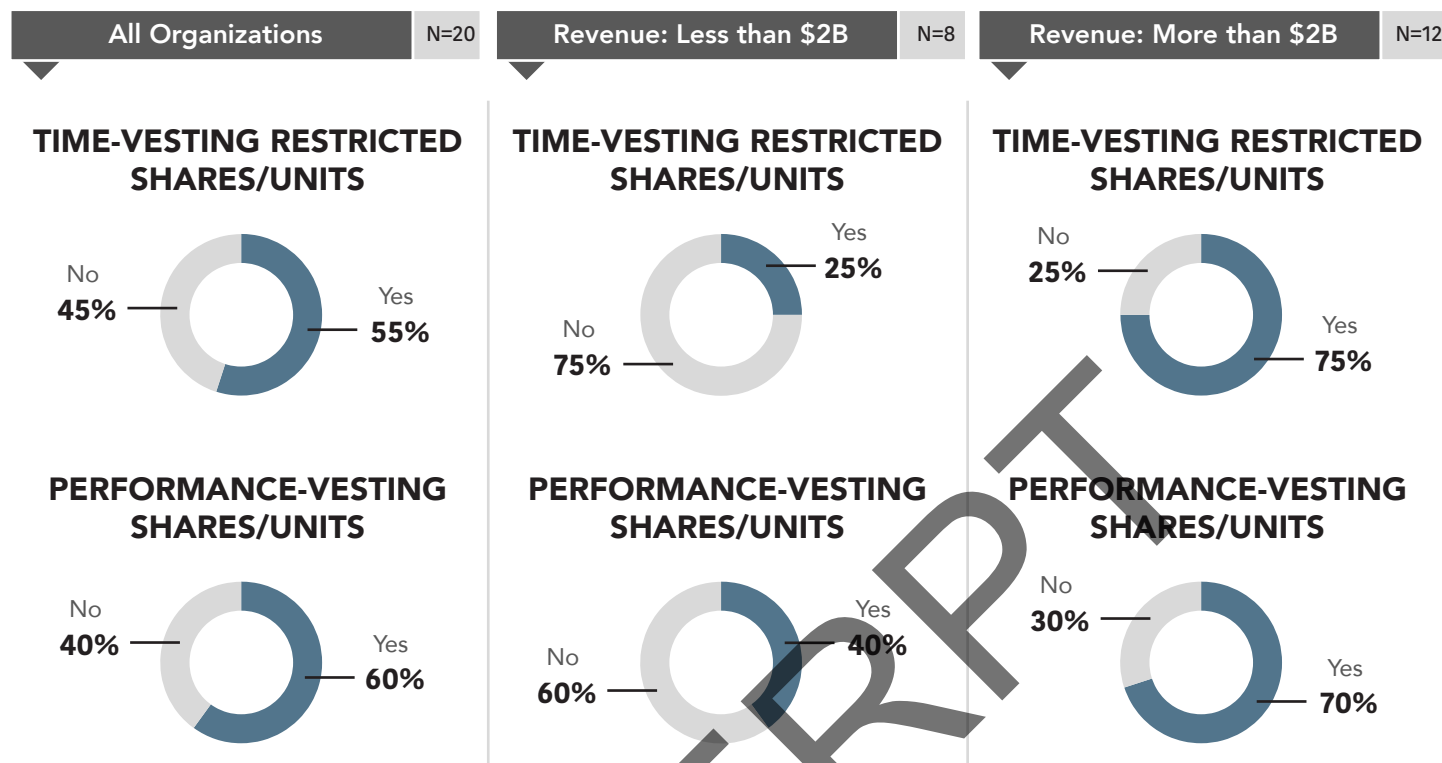 All Organizations N=20
Revenue: Less than $2B N=8
Revenue: More than $2B N=12
TIME-VESTING RESTRICTED
SHARES/UNITS
No
45%
Yes
55%
TIME-VESTING RESTRICTED
SHARES/UNITS
Yes
25%
No
75%
TIME-VESTING RESTRICTED
SHARES/UNITS
No
25%
Yes
75%
PERFORMANCE-VESTING
SHARES/UNITS
No
40%
Yes
60%
PERFORMANCE-VESTING
SHARES/UNITS
Yes
40%
No
60%
PERFORMANCE-VESTING
SHARES/UNITS
No
30%
Yes
70%
RPT